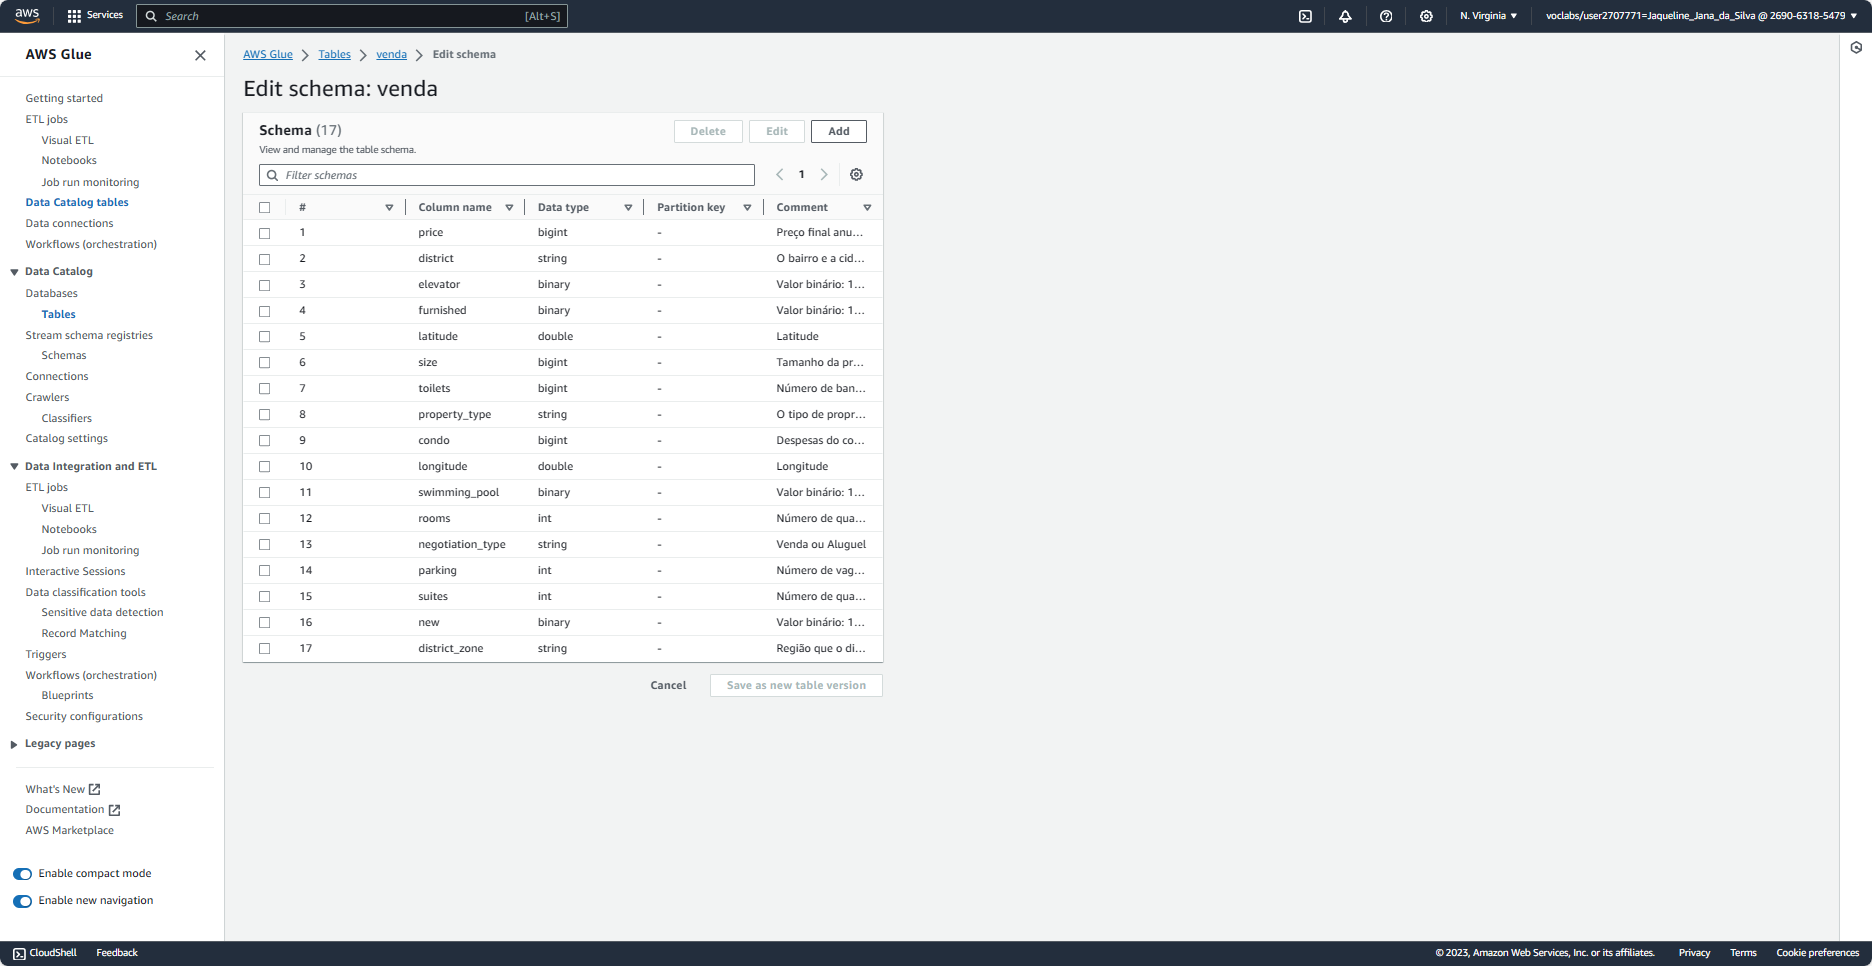 aws
Services
Search
[Alt+S]
N. Virginia
voclabs/user2707771=Jaqueline_Jana_da_Silva @ 2690-6318-5479
AWS Glue
Getting started
ETL jobs
Visual ETL
Notebooks
Job run monitoring
Data Catalog tables
Data connections
Workflows (orchestration)
Data Catalog
Databases
Tables
Stream schema registries
Schemas
Connections
Crawlers
Classifiers
Catalog settings
Data Integration and ETL
ETL jobs
Visual ETL
Notebooks
Job run monitoring
Interactive Sessions
Data classification tools
Sensitive data detection
Record Matching
Triggers
Workflows (orchestration)
Blueprints
Security configurations
Legacy pages
What's New
Documentation
AWS Marketplace
Enable compact mode
Enable new navigation
AWS Glue > Tables > venda > Edit schema
Edit schema: venda
Schema (17)
Delete Edit Add
View and manage the table schema.
Filter schemas
1
# Column name Data type Partition key Comment
1 price bigint - Preço final anu...
2 district string - O bairro e a cid...
3 elevator binary - Valor binário: 1...
4 furnished binary - Valor binário: 1...
5 latitude double - Latitude
6 size bigint - Tamanho da pr...
7 toilets bigint - Número de ban...
8 property_type string - O tipo de propr...
9 condo bigint - Despesas do co...
10 longitude double - Longitude
11 swimming_pool binary - Valor binário: 1...
12 rooms int - Número de qua...
13 negotiation_type string - Venda ou Aluguel
14 parking int - Número de vag...
15 suites int - Número de qua...
16 new binary - Valor binário: 1...
17 district_zone string - Região que o di...
Cancel Save as new table version
CloudShell Feedback
© 2023, Amazon Web Services, Inc. or its affiliates. Privacy Terms Cookie preferences